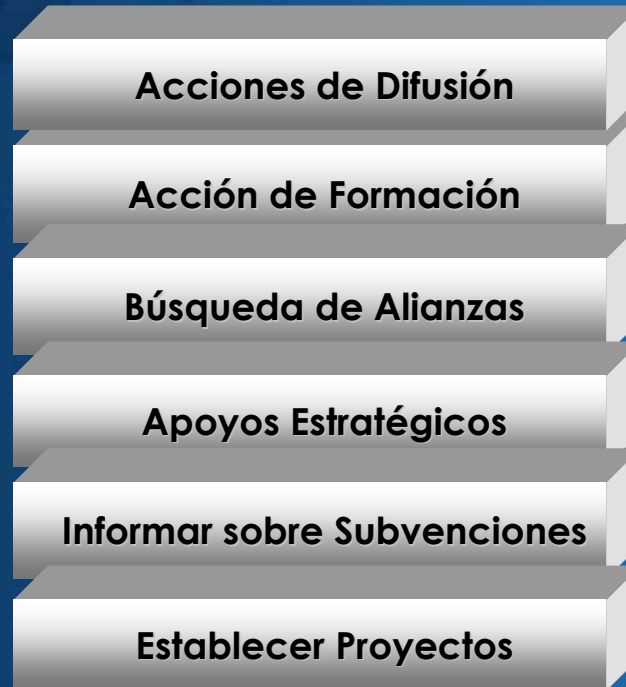 Acciones de Difusión
Acción de Formación
Búsqueda de Alianzas
Apoyos Estratégicos
Informar sobre Subvenciones
Establecer Proyectos